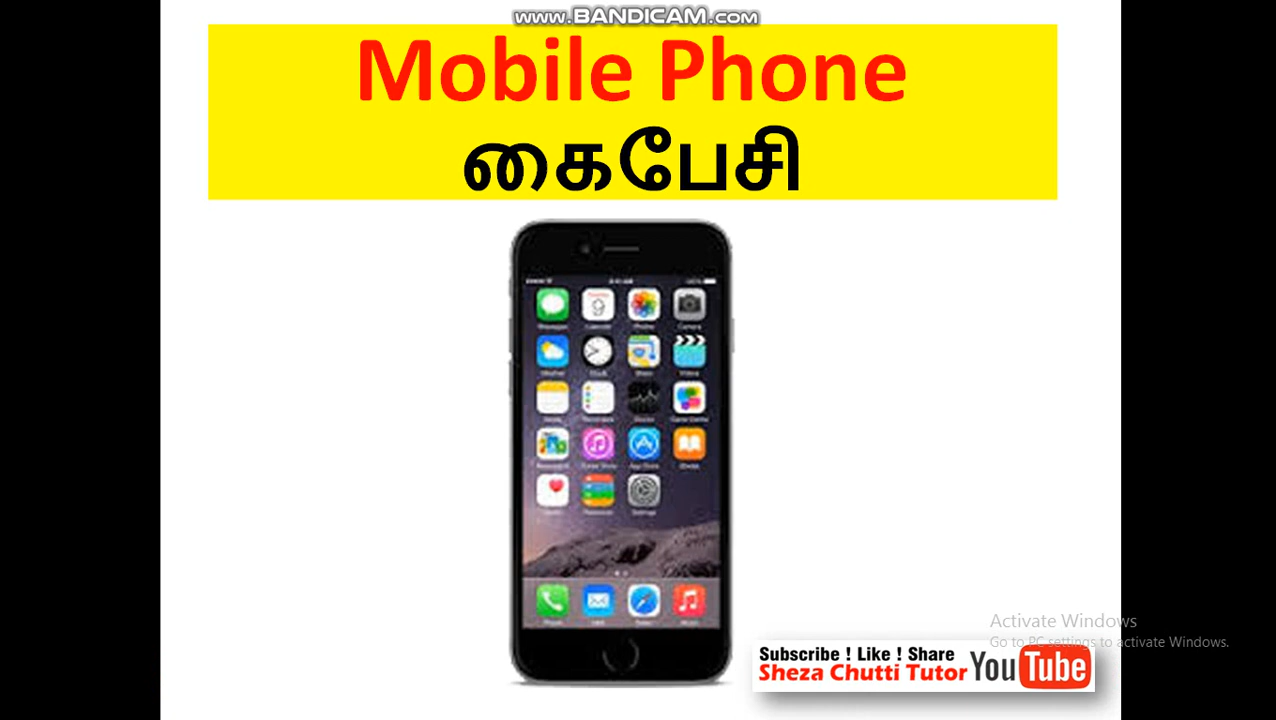 www.BANDICAM.com
Mobile Phone
கைபேசி
Activate Windows
Go to PC settings to activate Windows.
Subscribe ! Like ! Share
Sheza Chutti Tutor YouTube